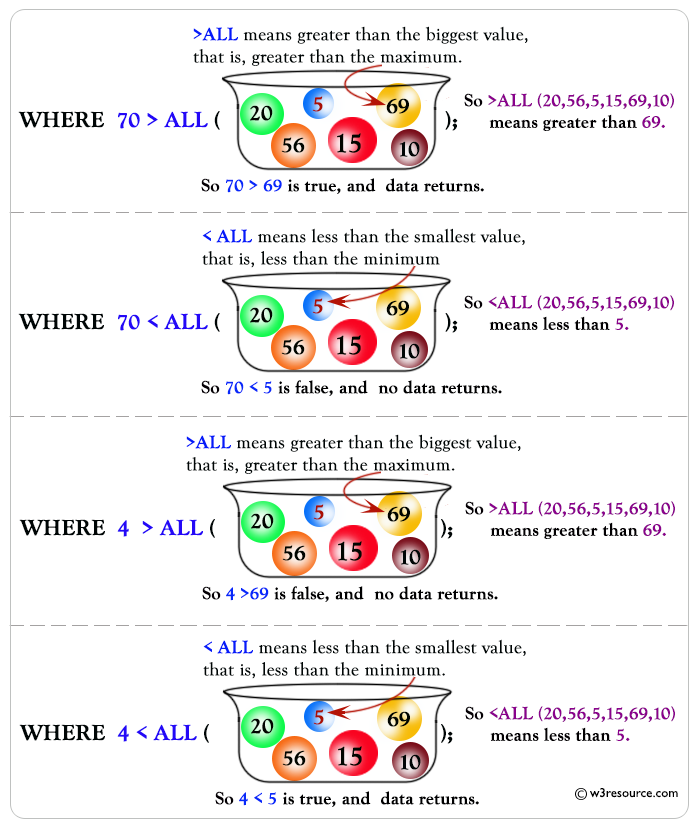 >ALL means greater than the biggest value,
that is, greater than the maximum.
WHERE 70 > ALL ( 20 5 69 56 15 10 );
So >ALL (20,56,5,15,69,10)
means greater than 69.
So 70 > 69 is true, and data returns.
< ALL means less than the smallest value,
that is, less than the minimum
WHERE 70 < ALL ( 20 5 69 56 15 10 );
So <ALL (20,56,5,15,69,10)
means less than 5.
So 70 < 5 is false, and no data returns.
>ALL means greater than the biggest value,
that is, greater than the maximum.
WHERE 4 > ALL ( 20 5 69 56 15 10 );
So >ALL (20,56,5,15,69,10)
means greater than 69.
So 4 >69 is false, and no data returns.
< ALL means less than the smallest value,
that is, less than the minimum.
WHERE 4 < ALL ( 20 5 69 56 15 10 );
So <ALL (20,56,5,15,69,10)
means less than 5.
So 4 < 5 is true, and data returns.
© w3resource.com